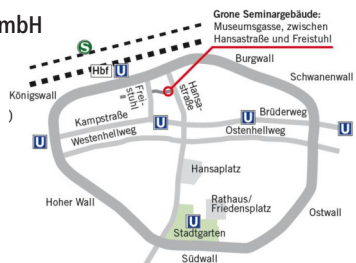 mbH
Grone Seminargebäude:
Museumsgasse, zwischen
Hansastraße und Freistuhl
S
Burgwall
Hbf U
Schwanenwall
Königswall
Frei-
stuhl
Hansa-
straße
)
Kampstraße
U
U
Brüderweg
U
U
Westenhellweg
Ostenhellweg
Hansaplatz
Hoher Wall
Rathaus/
Friedensplatz
Ostwall
U
Stadtgarten
Südwall